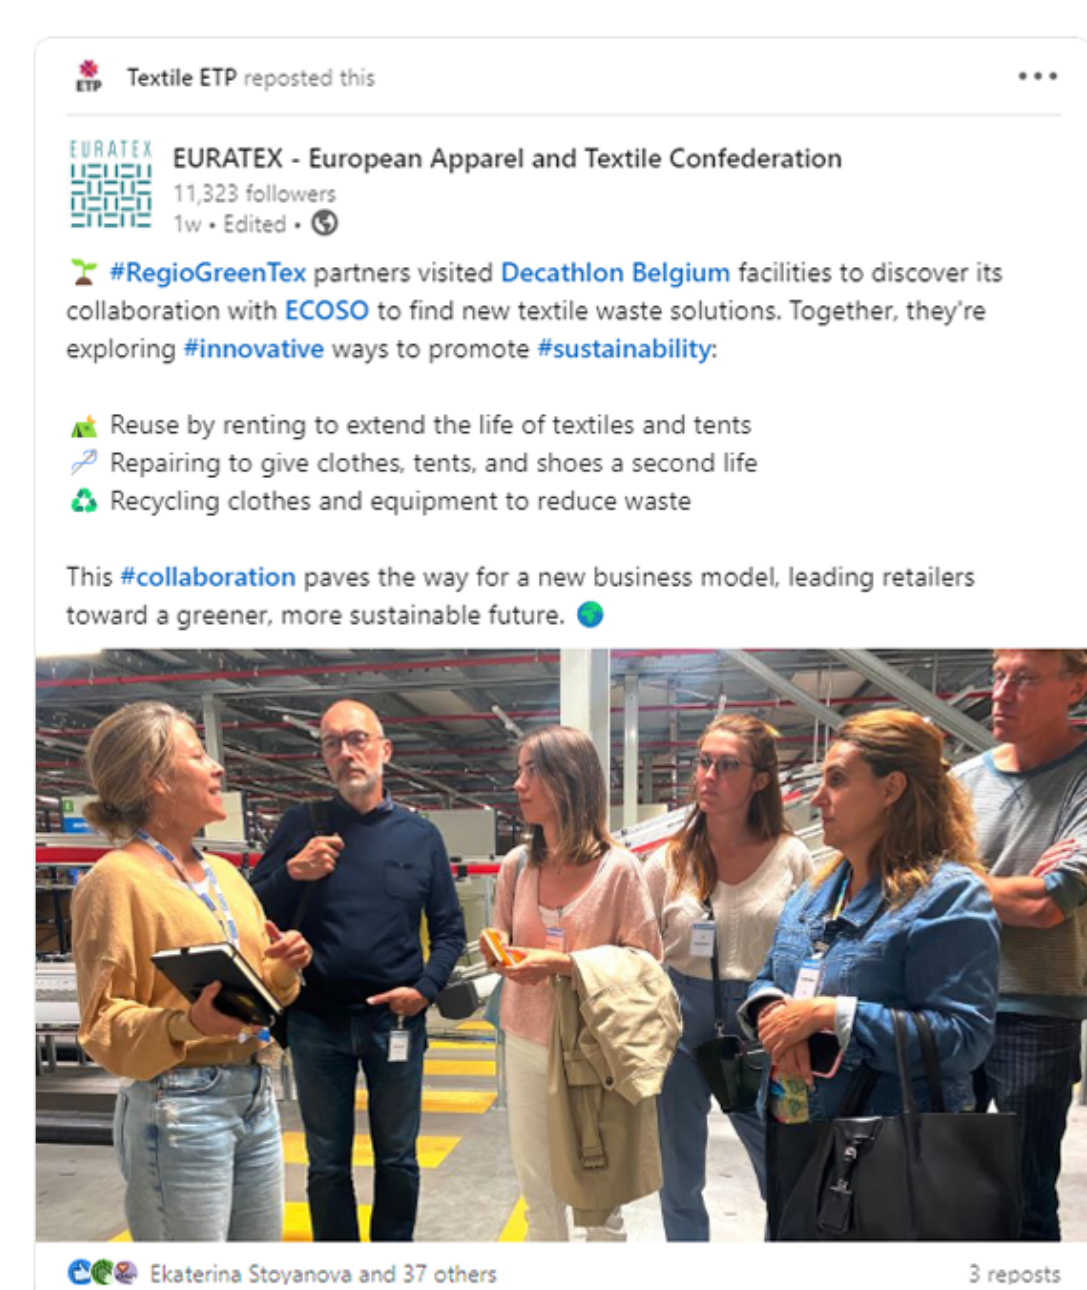 ETP
Textile ETP reposted this
EURATEX
EURATEX - European Apparel and Textile Confederation
11,323 followers
1w • Edited •
#RegioGreenTex partners visited Decathlon Belgium facilities to discover its
collaboration with ECOSO to find new textile waste solutions. Together, they're
exploring #innovative ways to promote #sustainability:
Reuse by renting to extend the life of textiles and tents
Repairing to give clothes, tents, and shoes a second life
Recycling clothes and equipment to reduce waste
This #collaboration paves the way for a new business model, leading retailers
toward a greener, more sustainable future.
Ekaterina Stoyanova and 37 others
3 reposts